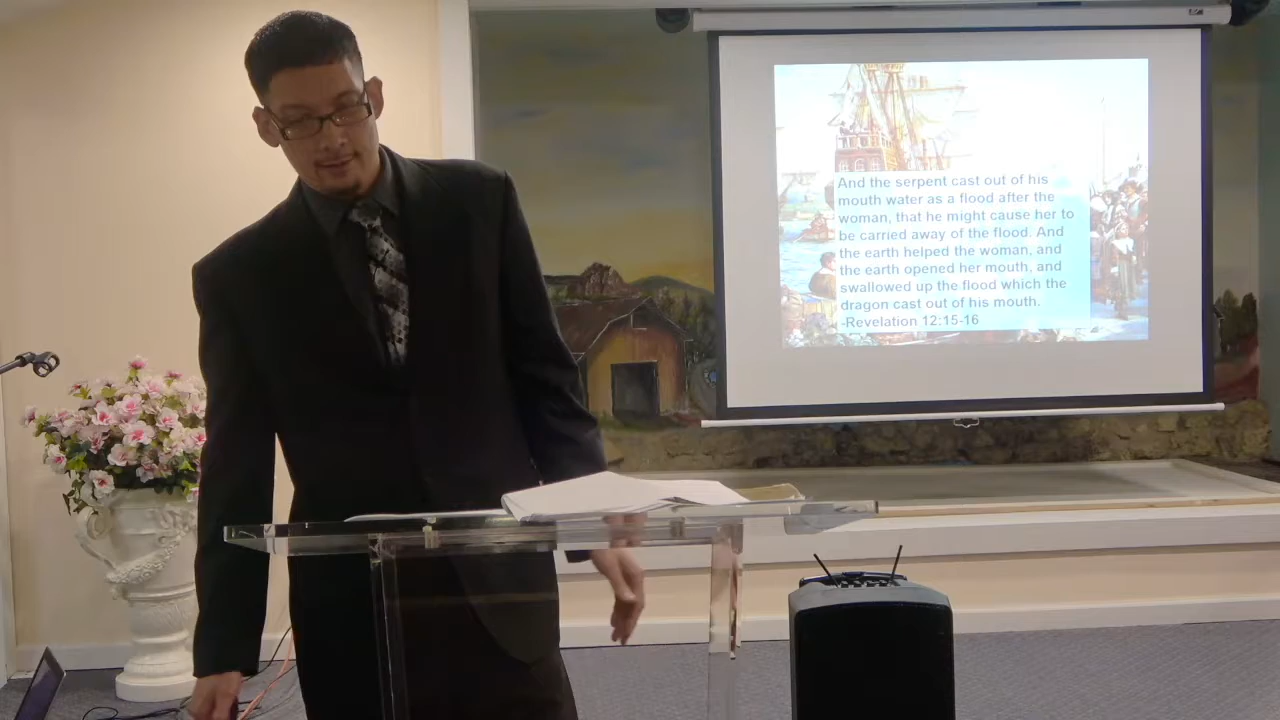 And the serpent cast out of his
mouth water as a flood after the
woman, that he might cause her to
be carried away of the flood. And
the earth helped the woman, and
the earth opened her mouth, and
swallowed up the flood which the
dragon cast out of his mouth.
-Revelation 12:15-16